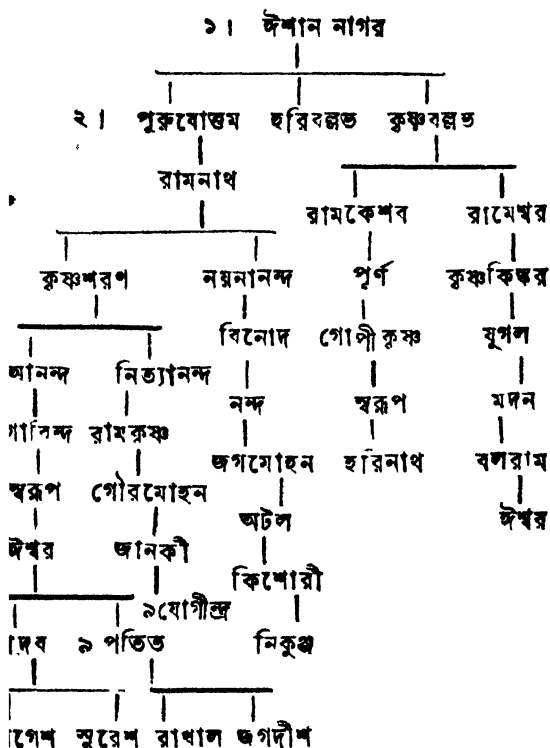 ১। ঈশান নাগর
২। পুরুষোত্তম হরিবল্লভ কৃষ্ণবল্লভ
রামনাথ
রামকেশব রামেশ্বর
কৃষ্ণশরণ নয়নানন্দ পূর্ণ কৃষ্ণকিঙ্কর
বিনোদ গোপীকৃষ্ণ যুগল
আনন্দ নিত্যানন্দ
নন্দ স্বরূপ মদন
গোবিন্দ রামকৃষ্ণ
জগমোহন হরিনাথ বলরাম
স্বরূপ গৌরমোহন
অটল ঈশ্বর
ঈশ্বর জানকী
কিশোরী
৯যোগীন্দ্র
৯ পতিত নিকুঞ্জ
সুরেশ রাখাল জগদীশ